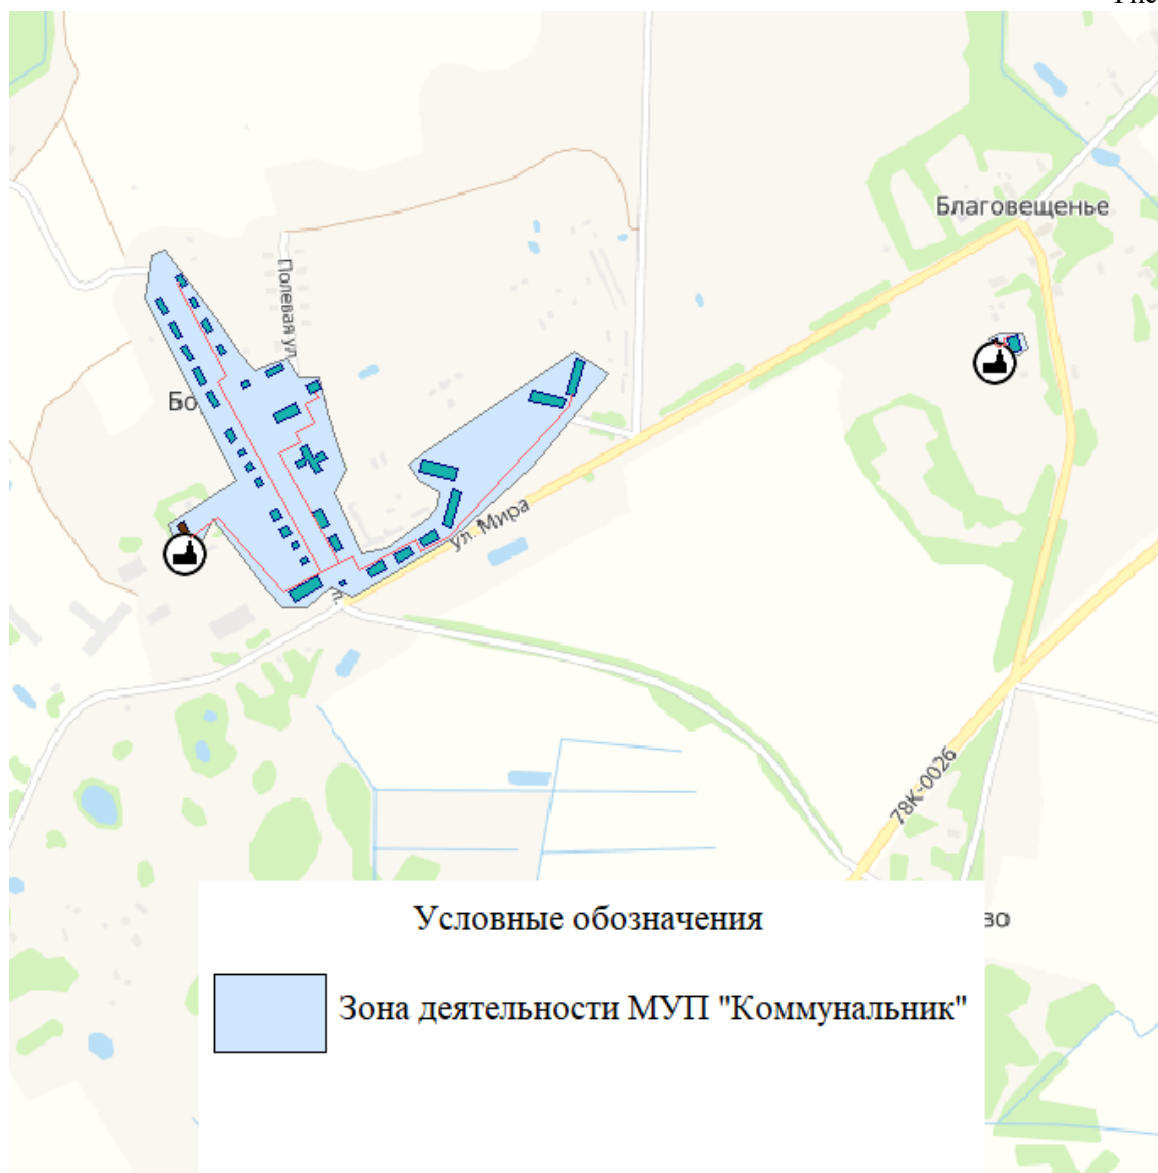 Благовещенье
Полевая ул
Бо
ул. Мира
78К-0026
Условные обозначения
во
Зона деятельности МУП "Коммунальник"